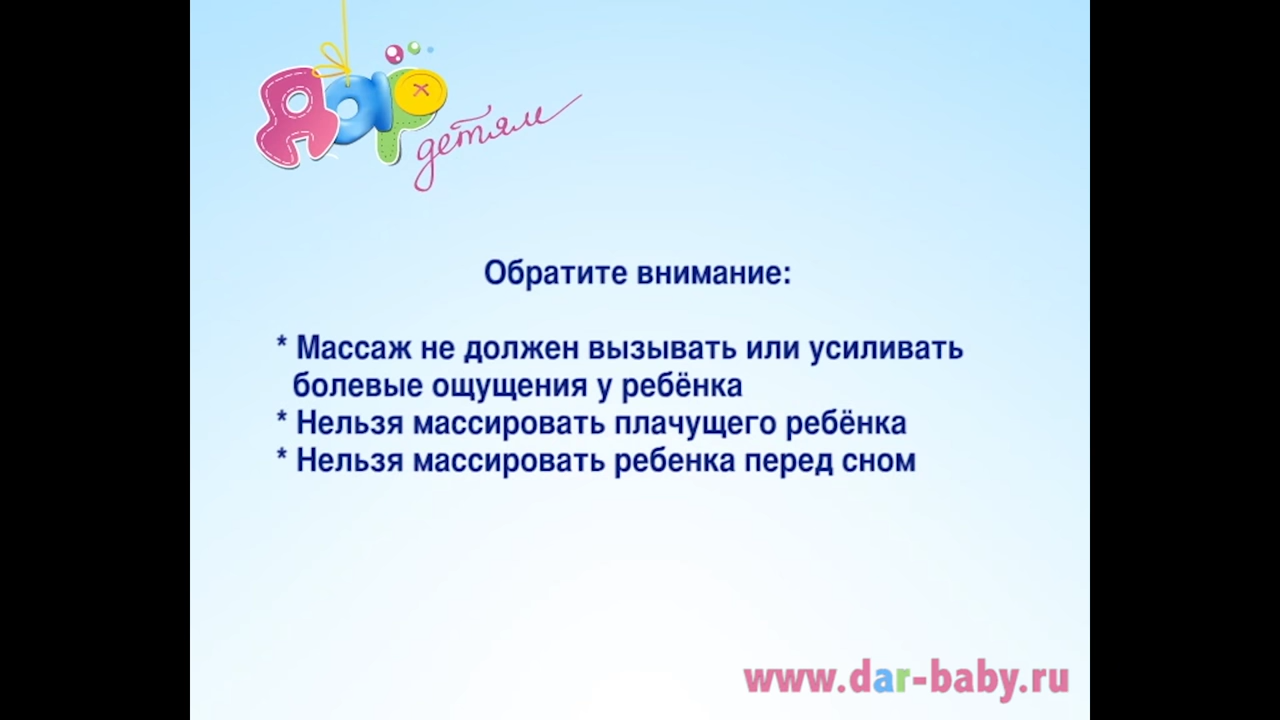 Дар
детям
Обратите внимание:
* Массаж не должен вызывать или усиливать
болевые ощущения у ребёнка
* Нельзя массировать плачущего ребёнка
* Нельзя массировать ребенка перед сном
www.dar-baby.ru